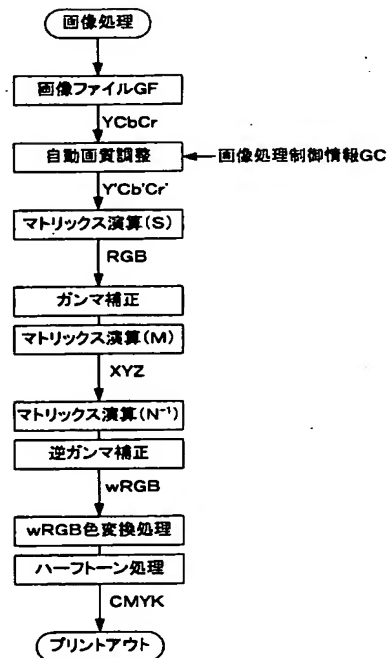 画像処理
画像ファイルGF
YCbCr
自動画質調整
画像処理制御情報GC
Y'Cb'Cr'
マトリックス演算(S)
RGB
ガンマ補正
マトリックス演算(M)
XYZ
マトリックス演算(N⁻¹)
逆ガンマ補正
wRGB
wRGB色変換処理
ハーフトーン処理
CMYK
プリントアウト